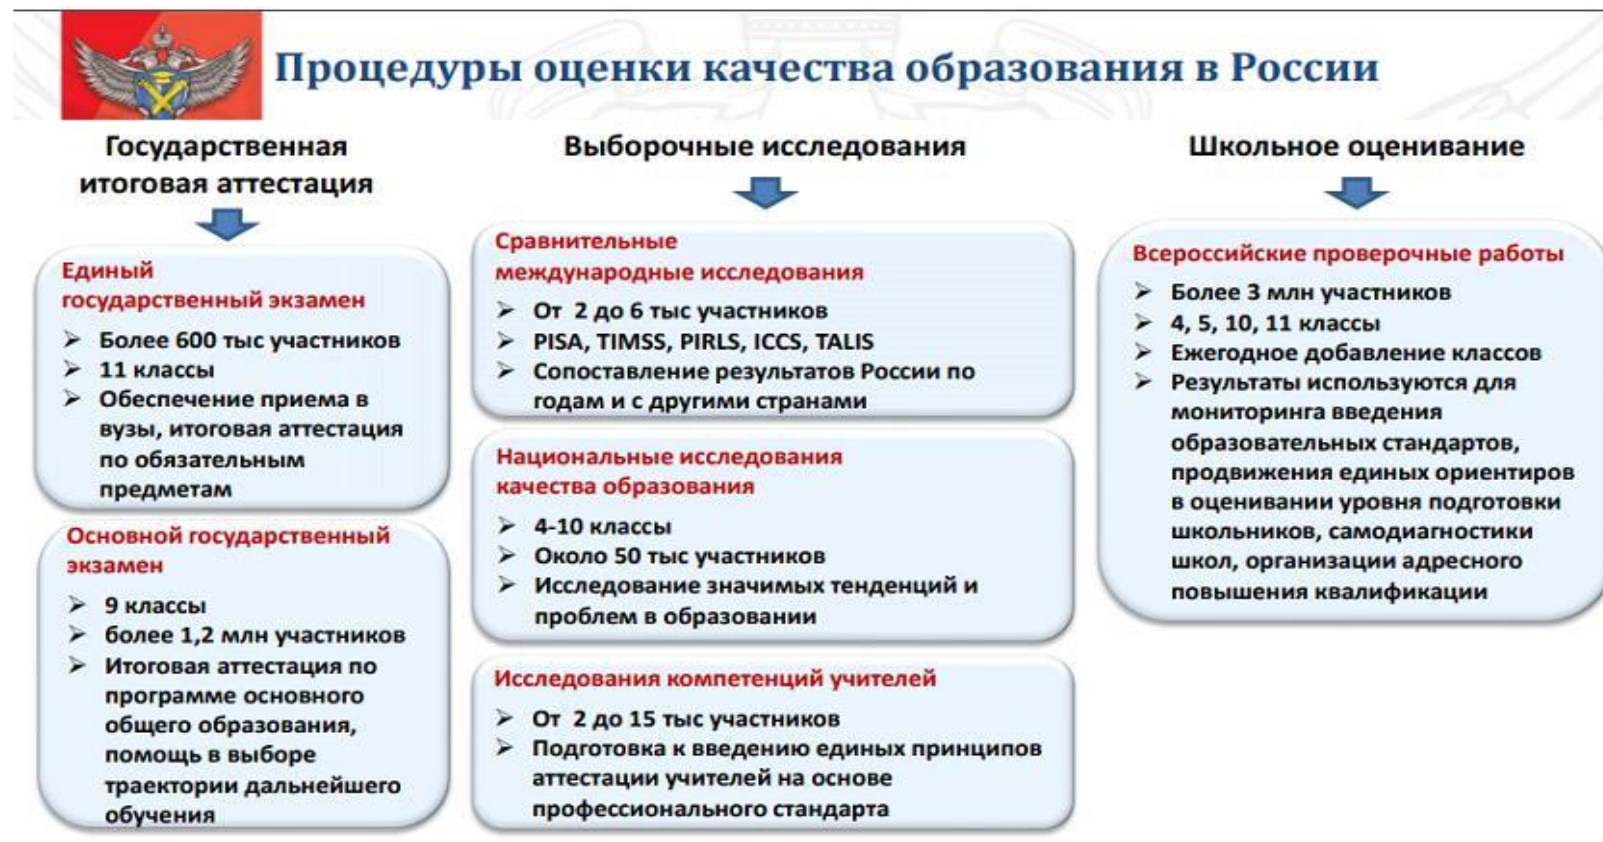 Процедуры оценки качества образования в России
Государственная
итоговая аттестация
Единый
государственный экзамен
Более 600 тыс участников
11 классы
Обеспечение приема в
вузы, итоговая аттестация
по обязательным
предметам
Основной государственный
экзамен
9 классы
более 1,2 млн участников
Итоговая аттестация по
программе основного
общего образования,
помощь в выборе
траектории дальнейшего
обучения
Выборочные исследования
Сравнительные
международные исследования
От 2 до 6 тыс участников
PISA, TIMSS, PIRLS, ICCS, TALIS
Сопоставление результатов России по
годам и с другими странами
Национальные исследования
качества образования
4-10 классы
Около 50 тыс участников
Исследование значимых тенденций и
проблем в образовании
Исследования компетенций учителей
От 2 до 15 тыс участников
Подготовка к введению единых принципов
аттестации учителей на основе
профессионального стандарта
Школьное оценивание
Всероссийские проверочные работы
Более 3 млн участников
4, 5, 10, 11 классы
Ежегодное добавление классов
Результаты используются для
мониторинга введения
образовательных стандартов,
продвижения единых ориентиров
в оценивании уровня подготовки
школьников, самодиагностики
школ, организации адресного
повышения квалификации